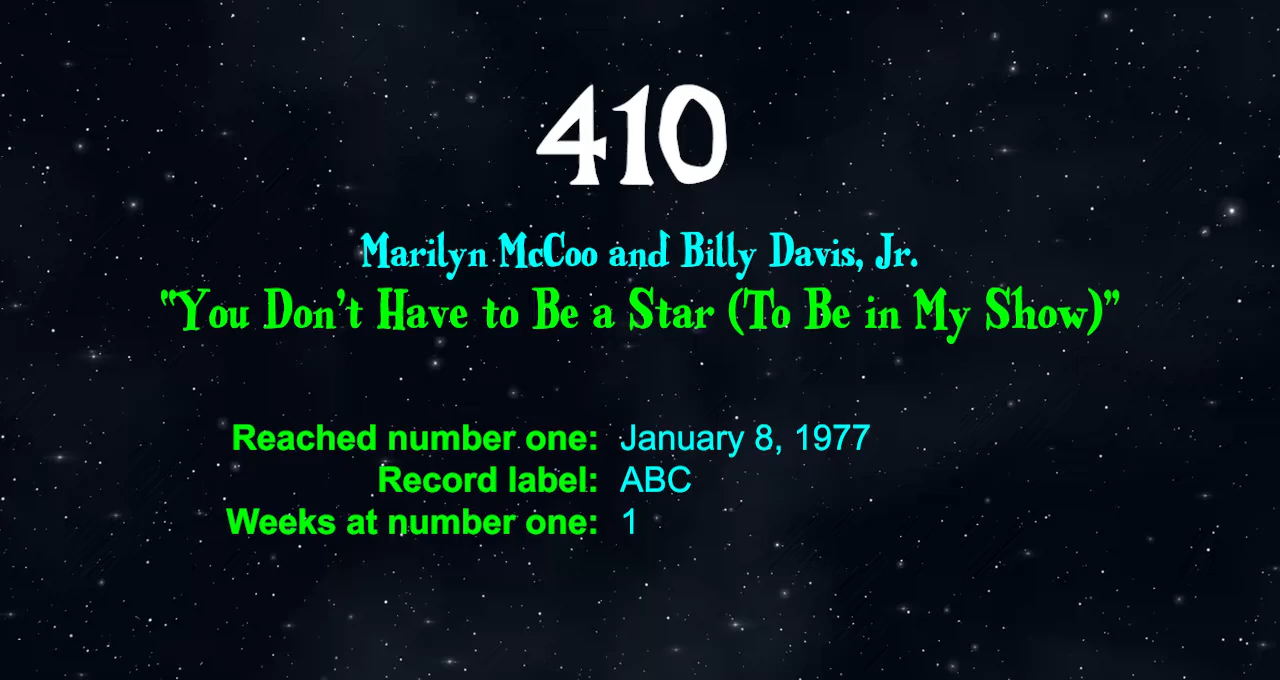 410
Marilyn McCoo and Billy Davis, Jr.
“You Don’t Have to Be a Star (To Be in My Show)”
Reached number one: January 8, 1977
Record label: ABC
Weeks at number one: 1